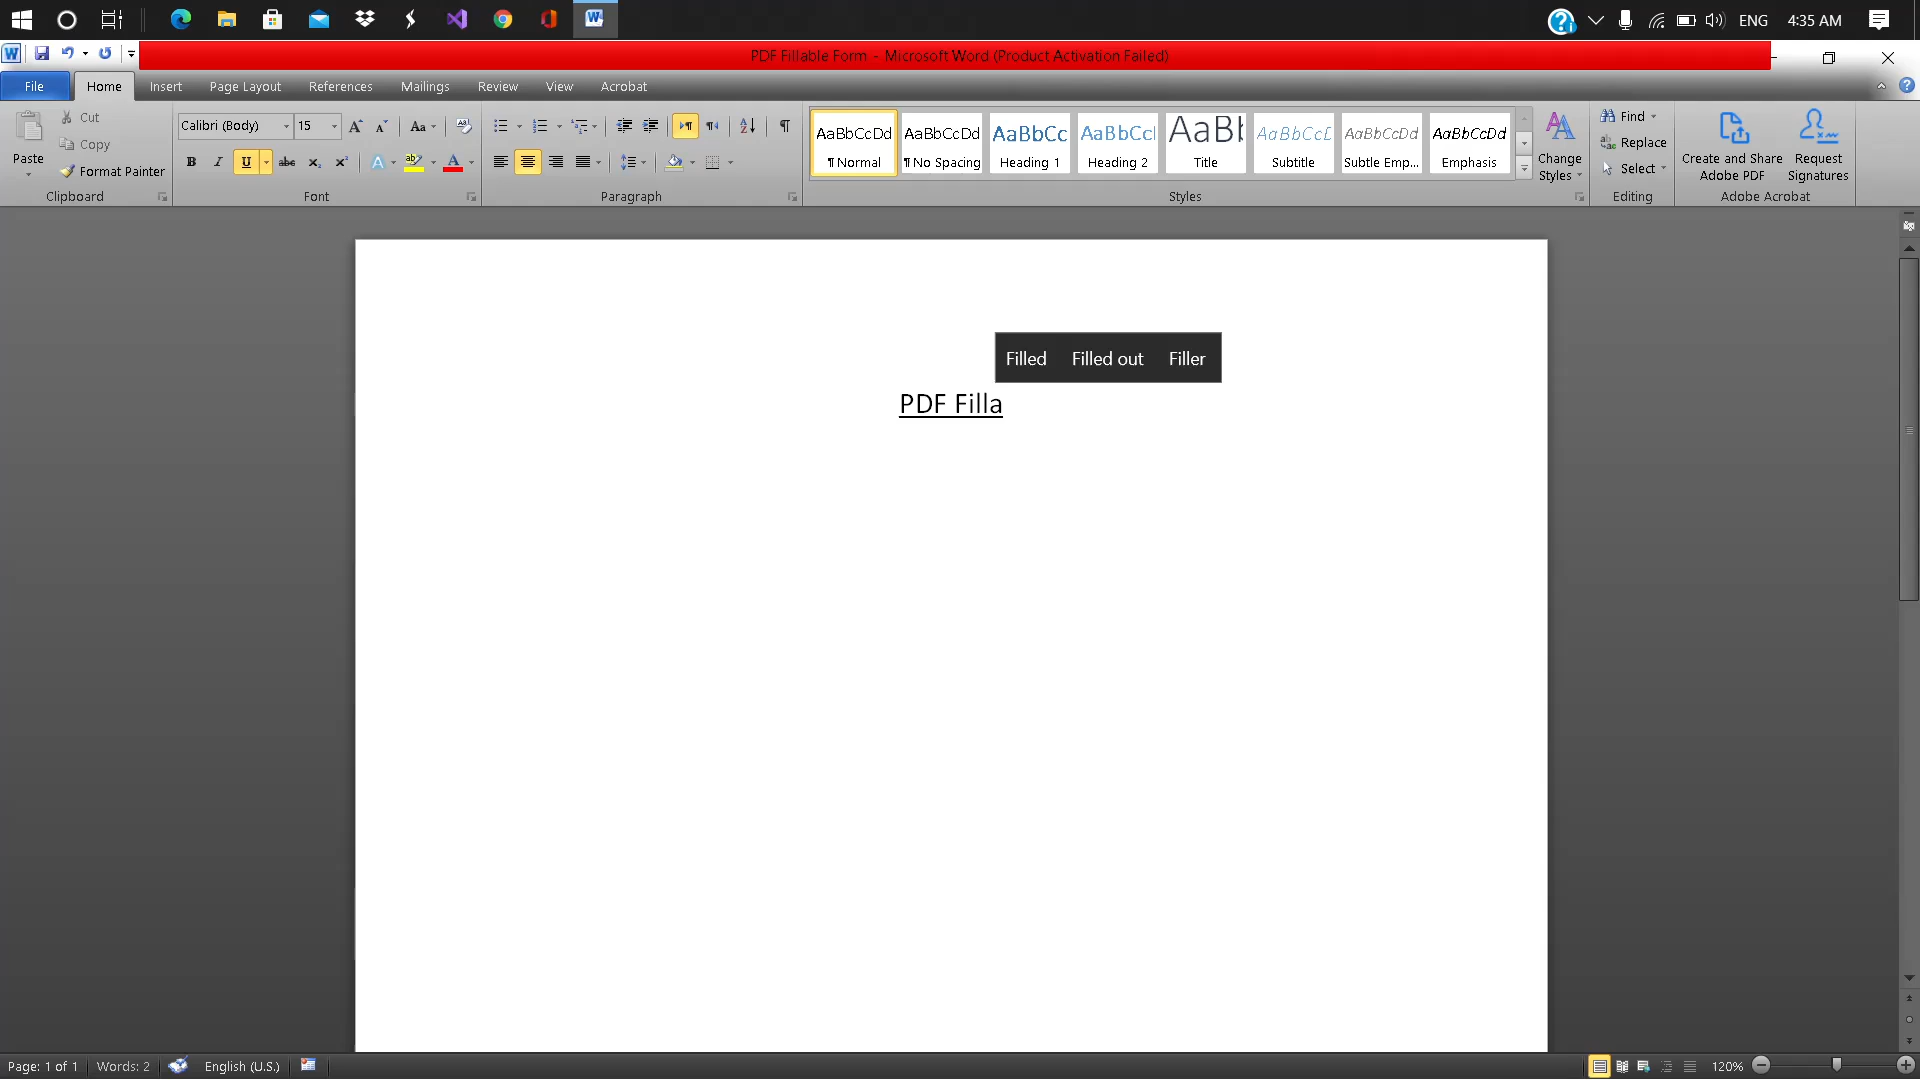 ENG 4:35 AM
PDF Fillable Form - Microsoft Word (Product Activation Failed)
File Home Insert Page Layout References Mailings Review View Acrobat
Paste
Cut
Copy
Format Painter
Clipboard
Calibri (Body) 15 Aa
B I U abc
Font
Paragraph
AaBbCcDd AaBbCcDd AaBbCc AaBbCcI AaBb AaBbCcD AaBbCcDd AaBbCcDd
¶ Normal ¶ No Spacing Heading 1 Heading 2 Title Subtitle Subtle Emp... Emphasis
Change Styles
Styles
Find
Replace
Select
Editing
Create and Share Adobe PDF
Request Signatures
Adobe Acrobat
Filled Filled out Filler
PDF Filla
Page: 1 of 1 Words: 2 English (U.S.) 120%